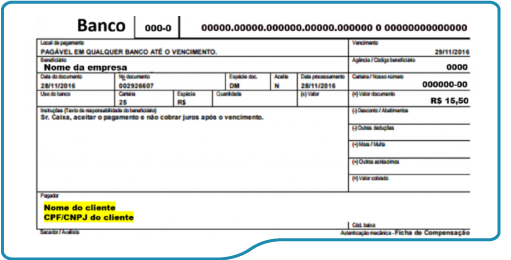 Banco 000-0 00000.00000.000000.00000.000000 0 00000000000000
Local de pagamento Vencimento
PAGÁVEL EM QUALQUER BANCO ATÉ O VENCIMENTO. 29/11/2016
Beneficiário Agência / Código beneficiário
Nome da empresa 0000
Data do documento No documento Espécie doc. Aceite Data processamento Carteira / Nosso número
28/11/2016 002926607 DM N 28/11/2016 000000-00
Uso do banco Carteira Espécie Quantidade (x) Valor (=) Valor documento
25 R$ R$ 15,50
Instruções (Texto de responsabilidade do beneficiário) (-) Desconto / Abatimentos
Sr. Caixa, aceitar o pagamento e não cobrar juros após o vencimento.
(-) Outras deduções
(+) Mora / Multa
(+) Outros acréscimos
(=) Valor cobrado
Pagador
Nome do cliente
CPF/CNPJ do cliente
Cód. baixa
Sacador / Avalista Autenticação mecânica - Ficha de Compensação